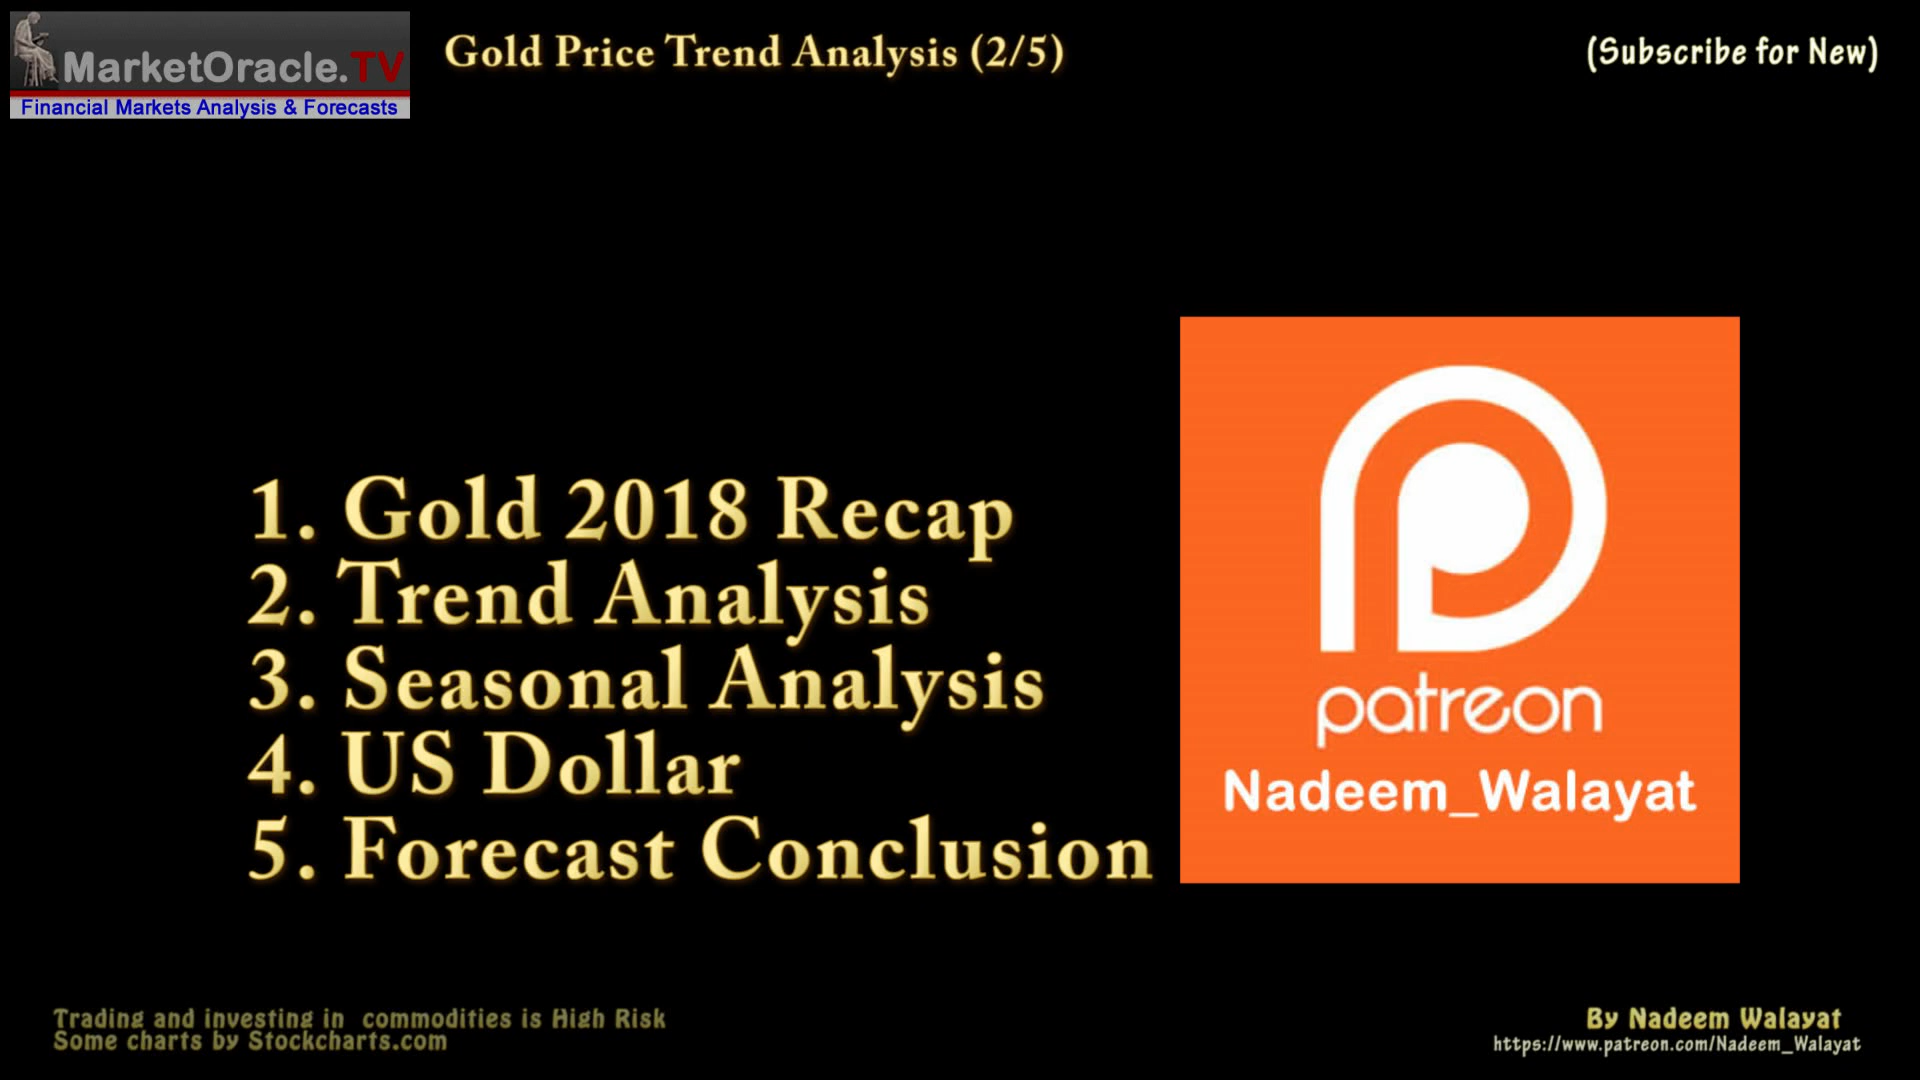 MarketOracle.TV
Financial Markets Analysis & Forecasts
Gold Price Trend Analysis (2/5)
(Subscribe for New)
1. Gold 2018 Recap
2. Trend Analysis
3. Seasonal Analysis
4. US Dollar
5. Forecast Conclusion
patreon
Nadeem_Walayat
Trading and investing in commodities is High Risk
Some charts by Stockcharts.com
By Nadeem Walayat
https://www.patreon.com/Nadeem_Walayat